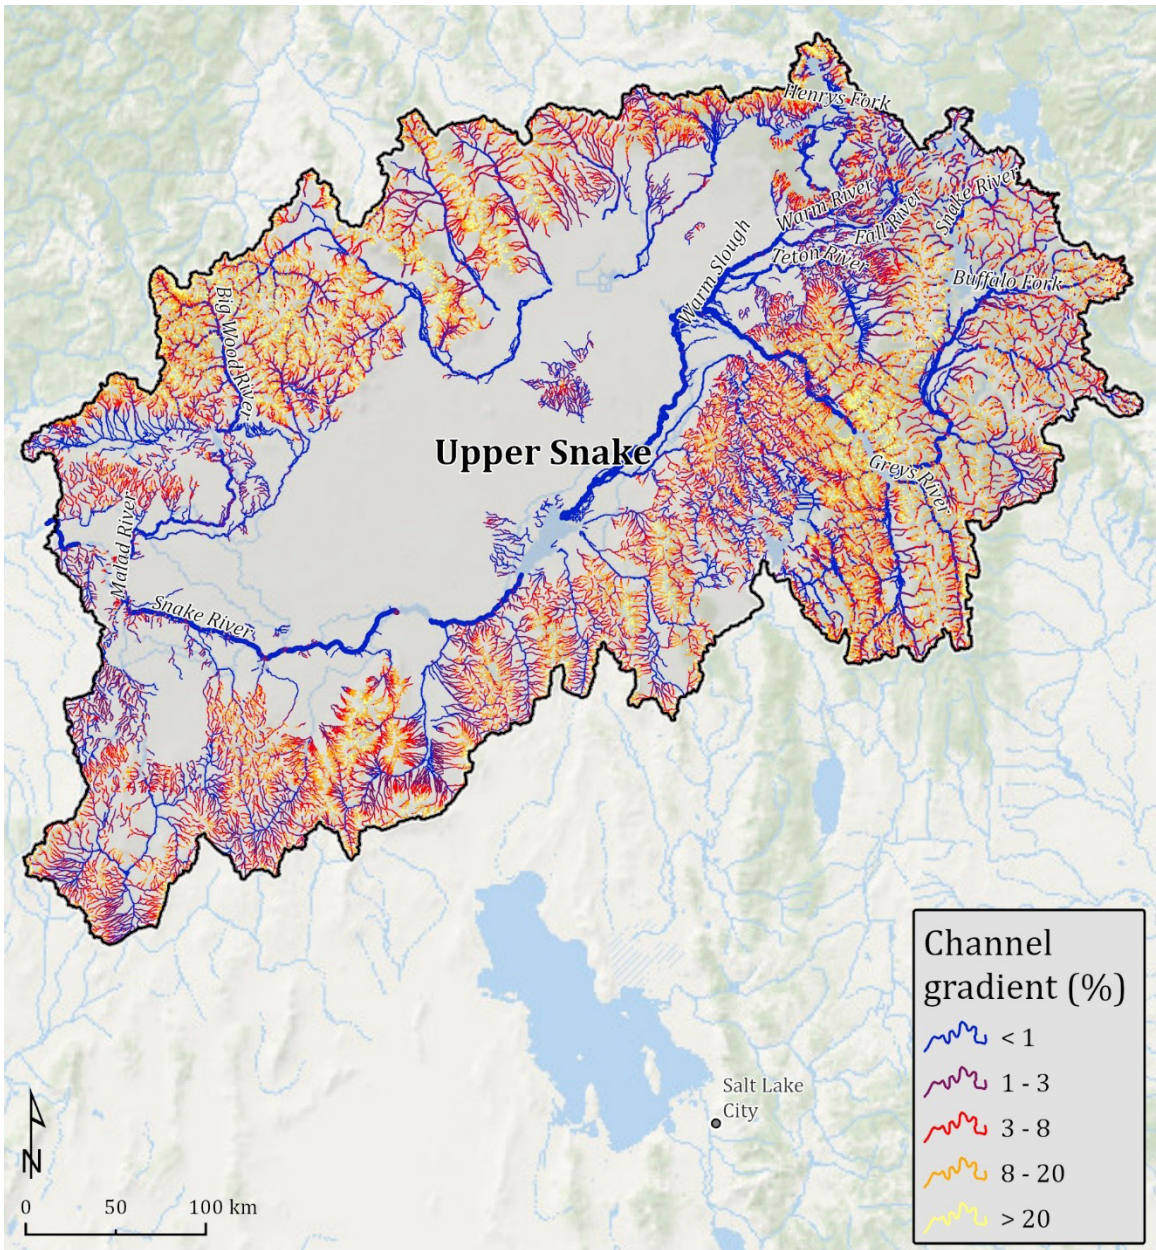 Henrys Fork
Snake River
Warm River
Fall River
Warm Slough
Teton River
Buffalo Fork
Big Wood River
Upper Snake
Greys River
Malad River
Snake River
Channel
gradient (%)
< 1
1 - 3
3 - 8
8 - 20
> 20
Salt Lake
City
N
0 50 100 km